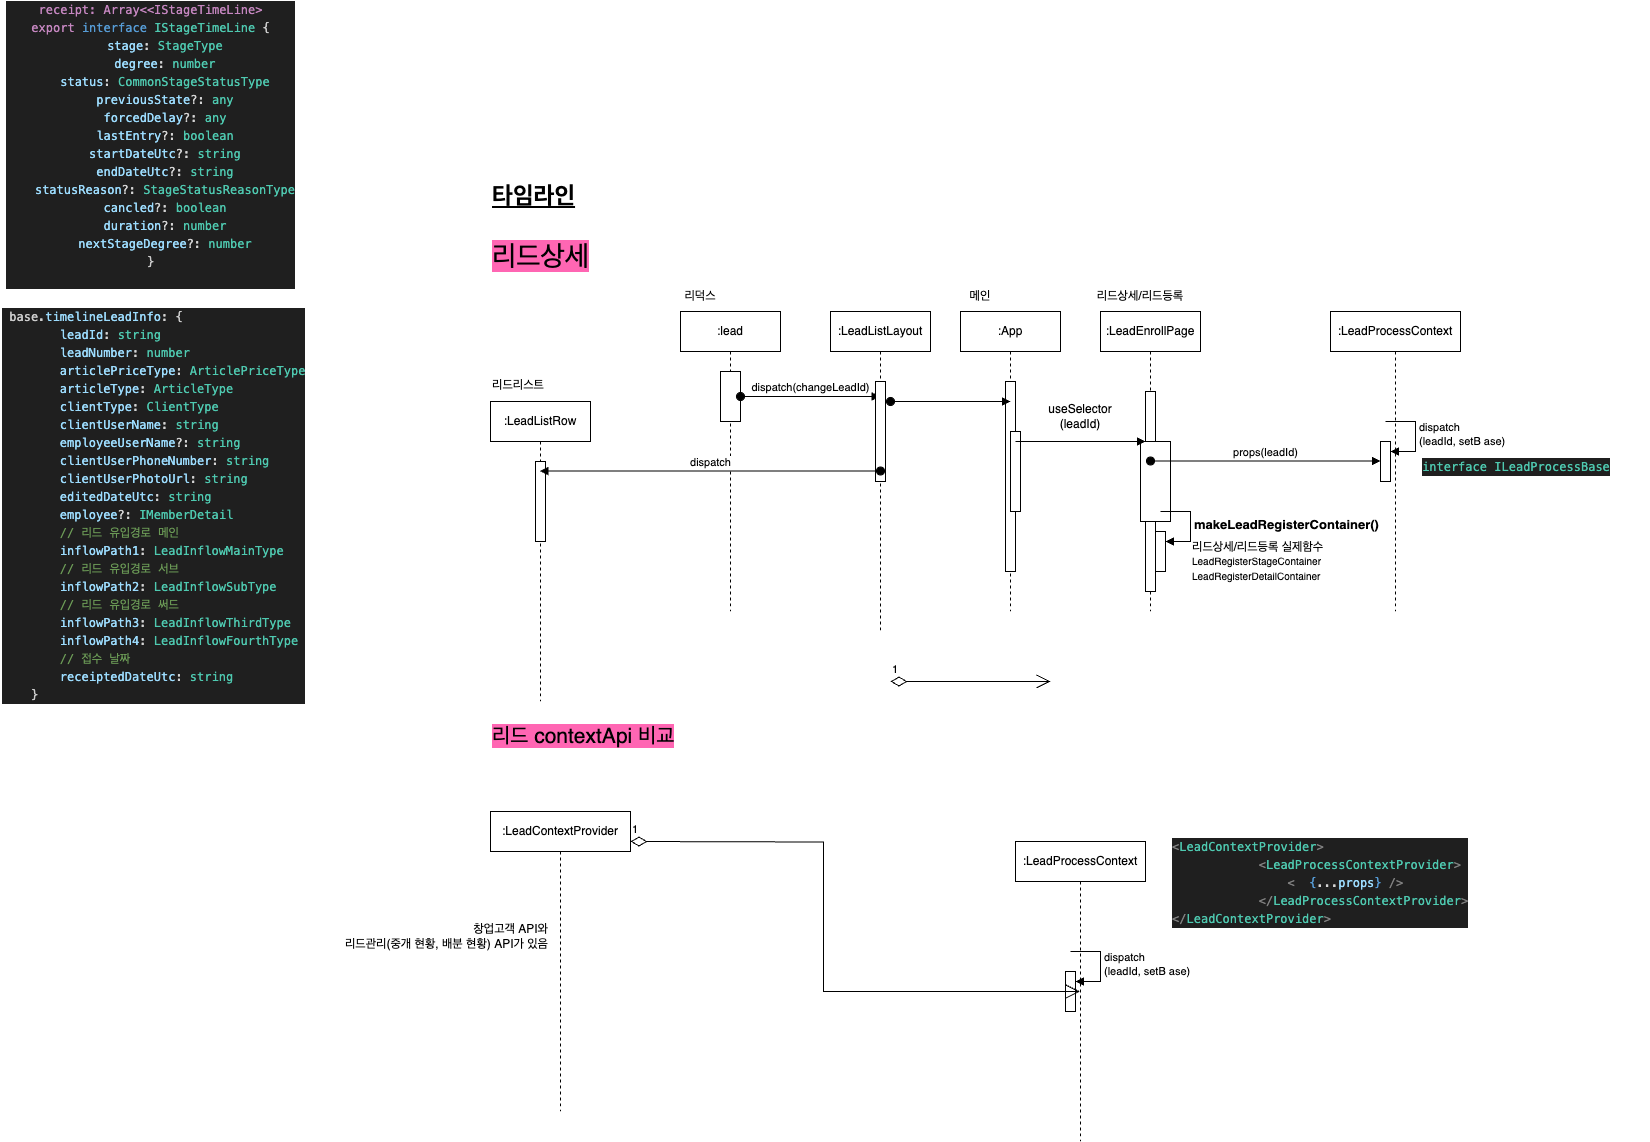 receipt: Array<<IStageTimeLine>
export interface IStageTimeLine {
stage: StageType
degree: number
status: CommonStageStatusType
previousState?: any
forcedDelay?: any
lastEntry?: boolean
startDateUtc?: string
endDateUtc?: string
statusReason?: StageStatusReasonType
cancled?: boolean
duration?: number
nextStageDegree?: number
}
base.timelineLeadInfo: {
leadId: string
leadNumber: number
articlePriceType: ArticlePriceType
articleType: ArticleType
clientType: ClientType
clientUserName: string
employeeUserName?: string
clientUserPhoneNumber: string
clientUserPhotoUrl: string
editedDateUtc: string
employee?: IMemberDetail
// 리드 유입경로 메인
inflowPath1: LeadInflowMainType
// 리드 유입경로 서브
inflowPath2: LeadInflowSubType
// 리드 유입경로 써드
inflowPath3: LeadInflowThirdType
inflowPath4: LeadInflowFourthType
// 접수 날짜
receiptedDateUtc: string
}
타임라인
리드상세
리덕스
메인
리드상세/리드등록
:lead
:LeadListLayout
:App
:LeadEnrollPage
:LeadProcessContext
리드리스트
:LeadListRow
dispatch(changeLeadId)
useSelector
(leadId)
dispatch
(leadId, setB ase)
dispatch
props(leadId)
interface ILeadProcessBase
makeLeadRegisterContainer()
리드상세/리드등록 실제함수
LeadRegisterStageContainer
LeadRegisterDetailContainer
1
리드 contextApi 비교
:LeadContextProvider
1
:LeadProcessContext
<LeadContextProvider>
<LeadProcessContextProvider>
< {...props} />
</LeadProcessContextProvider>
</LeadContextProvider>
창업고객 API와
리드관리(중개 현황, 배분 현황) API가 있음
dispatch
(leadId, setB ase)